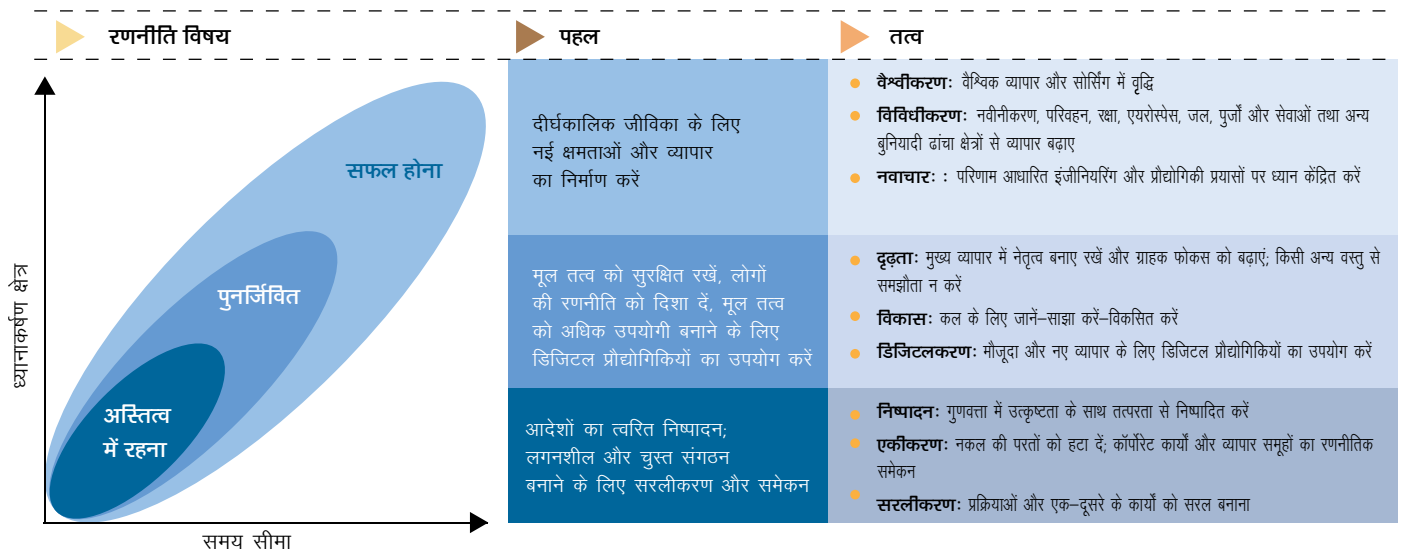 रणनीति विषय
पहल
तत्व
ध्यानाकर्षण क्षेत्र
सफल होना
पुनर्जिवित
अस्तित्व
में रहना
समय सीमा
दीर्घकालिक जीविका के लिए
नई क्षमताओं और व्यापार
का निर्माण करें
वैश्वीकरण: वैश्विक व्यापार और सोर्सिंग में वृद्धि
विविधीकरण: नवीनीकरण, परिवहन, रक्षा, एयरोस्पेस, जल, पुर्जों और सेवाओं तथा अन्य
बुनियादी ढांचा क्षेत्रों से व्यापार बढ़ाए
नवाचार: : परिणाम आधारित इंजीनियरिंग और प्रौद्योगिकी प्रयासों पर ध्यान केंद्रित करें
मूल तत्व को सुरक्षित रखें, लोगों
की रणनीति को दिशा दें, मूल तत्व
को अधिक उपयोगी बनाने के लिए
डिजिटल प्रौद्योगिकियों का उपयोग करें
दृढ़ता: मुख्य व्यापार में नेतृत्व बनाए रखें और ग्राहक फोकस को बढ़ाएं; किसी अन्य वस्तु से
समझौता न करें
विकास: कल के लिए जानें–साझा करें–विकसित करें
डिजिटलकरण: मौजूदा और नए व्यापार के लिए डिजिटल प्रौद्योगिकियों का उपयोग करें
आदेशों का त्वरित निष्पादन;
लगनशील और चुस्त संगठन
बनाने के लिए सरलीकरण और समेकन
निष्पादन: गुणवत्ता में उत्कृष्टता के साथ तत्परता से निष्पादित करें
एकीकरण: नकल की परतों को हटा दें; कॉर्पोरेट कार्यों और व्यापार समूहों का रणनीतिक
समेकन
सरलीकरण: प्रक्रियाओं और एक–दूसरे के कार्यों को सरल बनाना